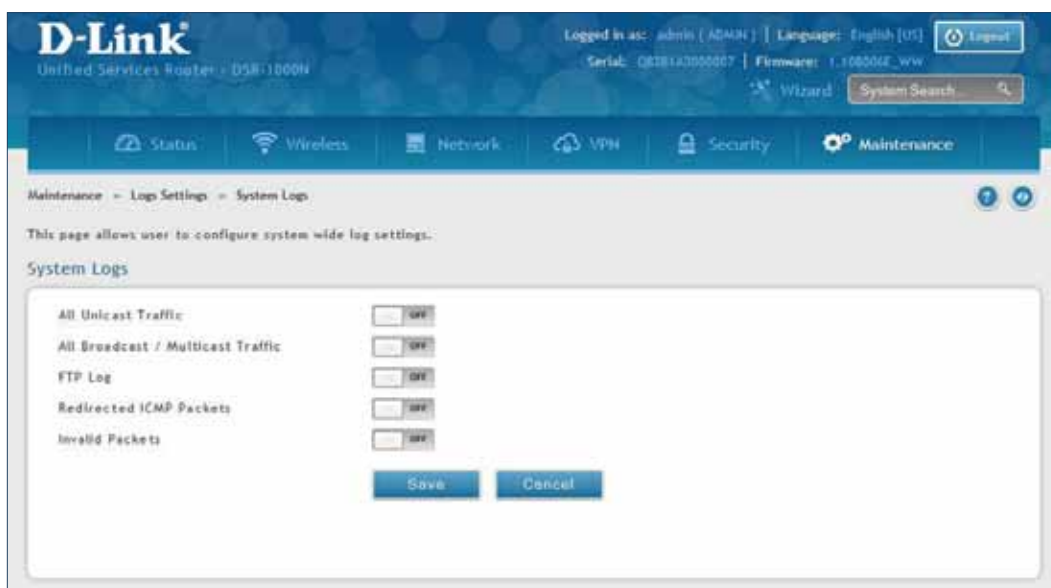 D-Link
Unified Services Router - DSR-1000N
Logged in as: admin ( ADMIN ) | Language: English [US]
Logout
Serial: | Firmware:
Wizard
System Search
Status
Wireless
Network
VPN
Security
Maintenance
Maintenance » Logs Settings » System Logs
This page allows user to configure system wide log settings.
System Logs
All Unicast Traffic
OFF
All Broadcast / Multicast Traffic
OFF
FTP Log
OFF
Redirected ICMP Packets
OFF
Invalid Packets
OFF
Save
Cancel